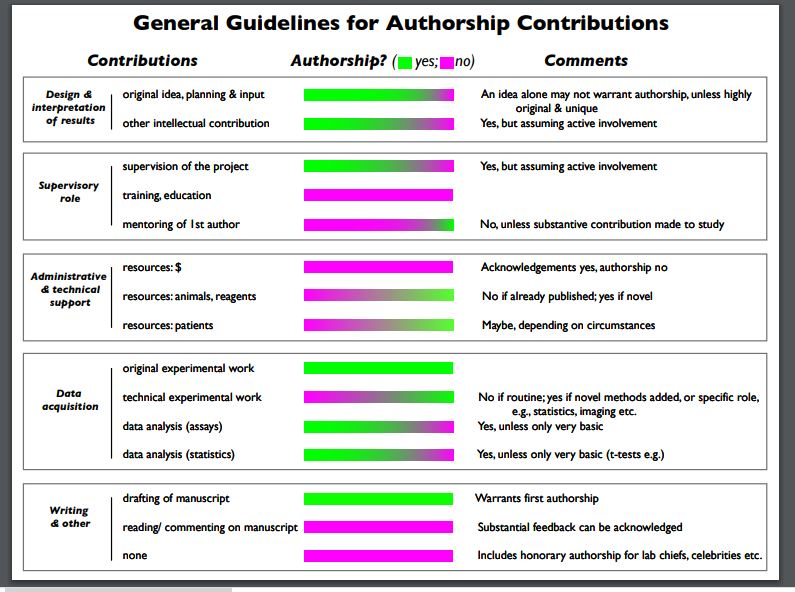 General Guidelines for Authorship Contributions
Contributions Authorship? ( yes; no) Comments
Design &
interpretation
of results
original idea, planning & input An idea alone may not warrant authorship, unless highly
original & unique
other intellectual contribution Yes, but assuming active involvement
Supervisory
role
supervision of the project Yes, but assuming active involvement
training, education
mentoring of 1st author No, unless substantive contribution made to study
Administrative
& technical
support
resources: $ Acknowledgements yes, authorship no
resources: animals, reagents No if already published; yes if novel
resources: patients Maybe, depending on circumstances
Data
acquisition
original experimental work
technical experimental work No if routine; yes if novel methods added, or specific role,
e.g., statistics, imaging etc.
data analysis (assays) Yes, unless only very basic
data analysis (statistics) Yes, unless only very basic (t-tests e.g.)
Writing
& other
drafting of manuscript Warrants first authorship
reading/ commenting on manuscript Substantial feedback can be acknowledged
none Includes honorary authorship for lab chiefs, celebrities etc.